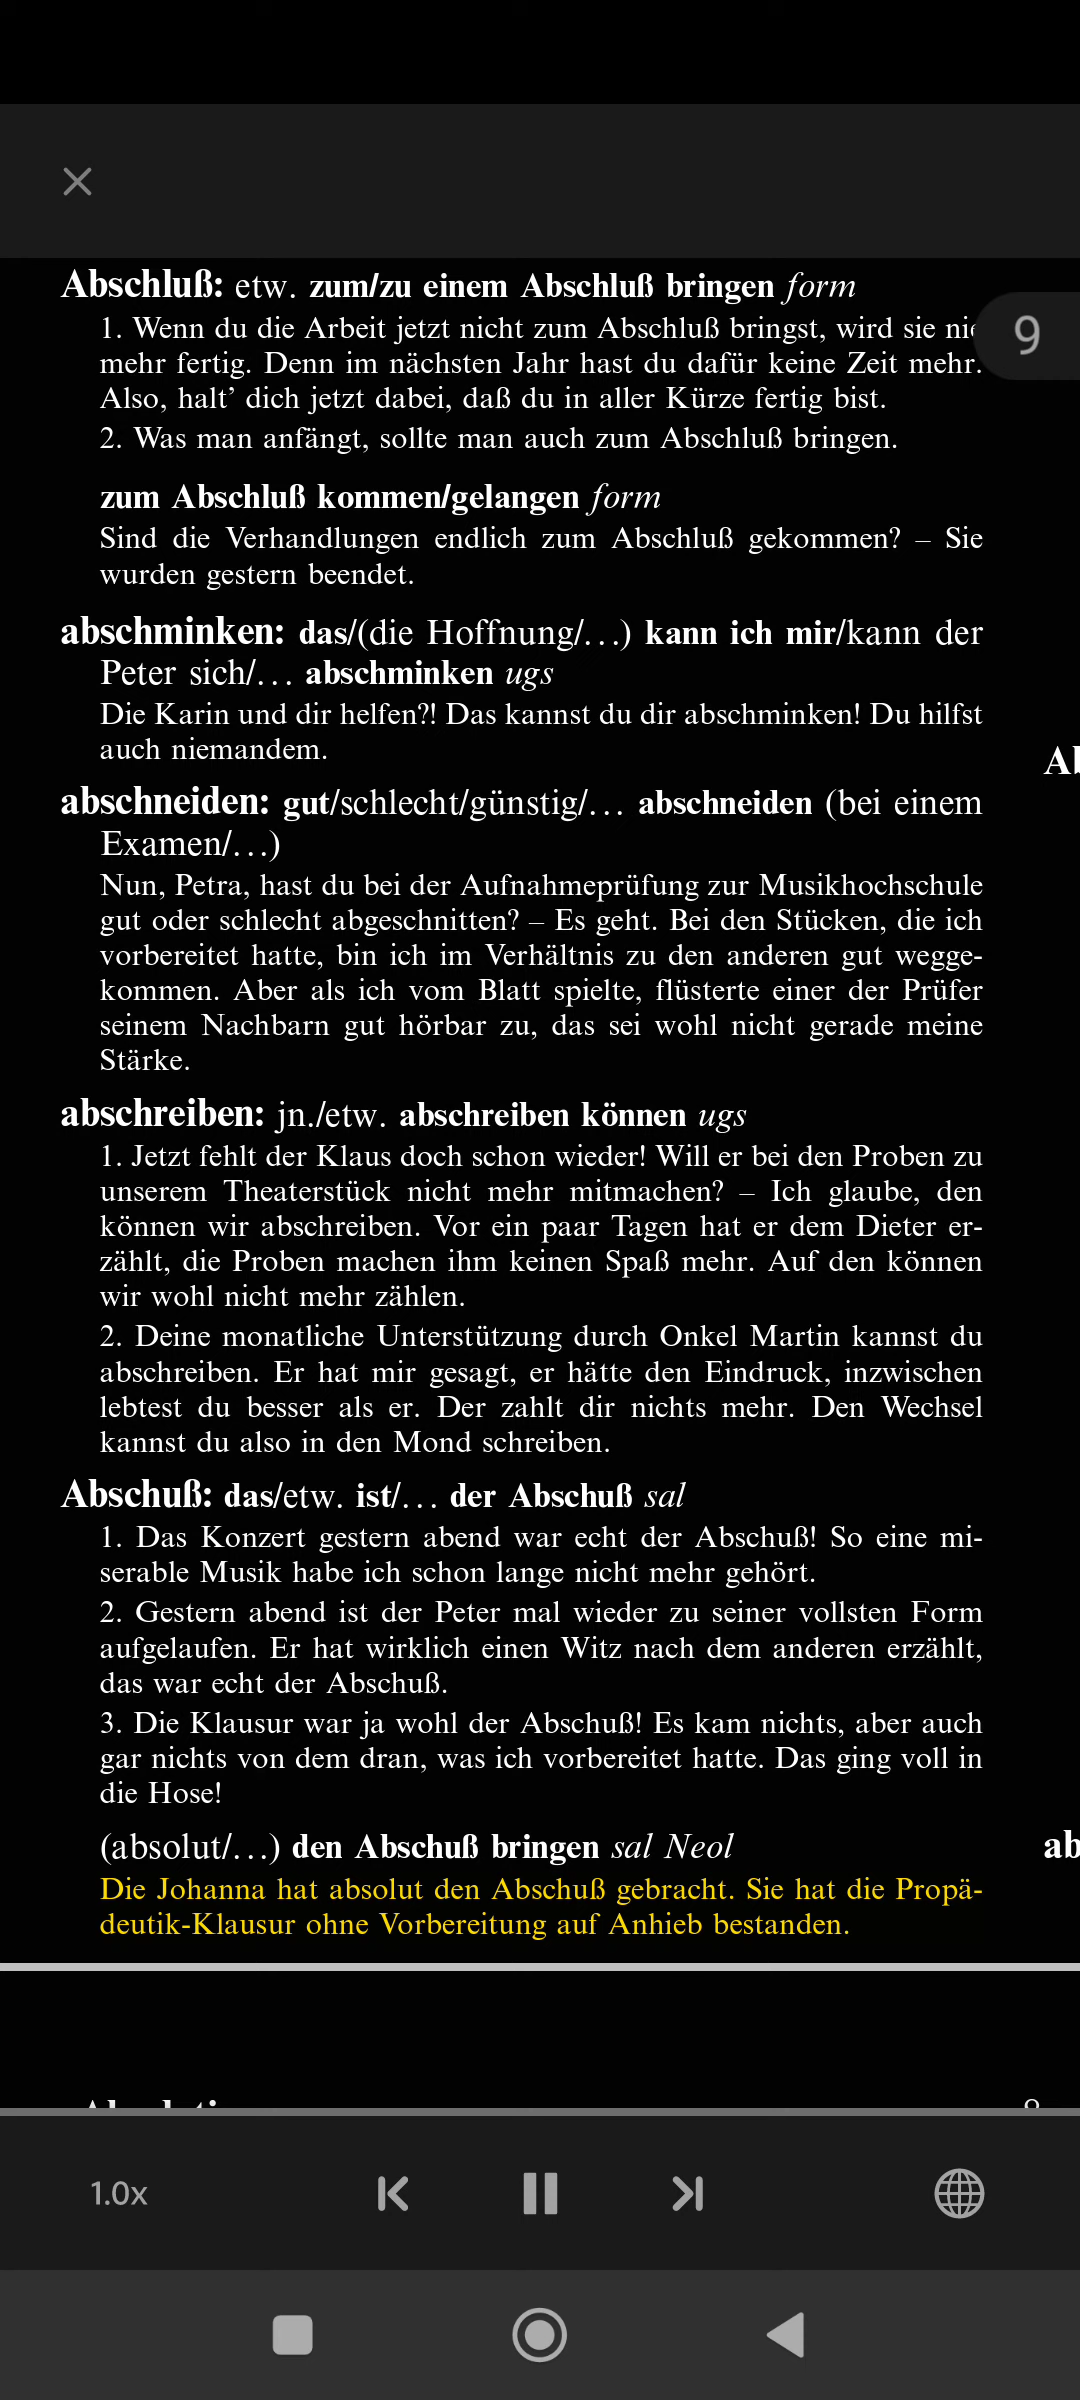 Abschluß: etw. zum/zu einem Abschluß bringen form
1. Wenn du die Arbeit jetzt nicht zum Abschluß bringst, wird sie nie
9
mehr fertig. Denn im nächsten Jahr hast du dafür keine Zeit mehr.
Also, halt’ dich jetzt dabei, daß du in aller Kürze fertig bist.
2. Was man anfängt, sollte man auch zum Abschluß bringen.
zum Abschluß kommen/gelangen form
Sind die Verhandlungen endlich zum Abschluß gekommen? – Sie
wurden gestern beendet.
abschminken: das/(die Hoffnung/…) kann ich mir/kann der
Peter sich/… abschminken ugs
Die Karin und dir helfen?! Das kannst du dir abschminken! Du hilfst
auch niemandem.
abschneiden: gut/schlecht/günstig/… abschneiden (bei einem
Examen/…)
Nun, Petra, hast du bei der Aufnahmeprüfung zur Musikhochschule
gut oder schlecht abgeschnitten? – Es geht. Bei den Stücken, die ich
vorbereitet hatte, bin ich im Verhältnis zu den anderen gut wegge-
kommen. Aber als ich vom Blatt spielte, flüsterte einer der Prüfer
seinem Nachbarn gut hörbar zu, das sei wohl nicht gerade meine
Stärke.
abschreiben: jn./etw. abschreiben können ugs
1. Jetzt fehlt der Klaus doch schon wieder! Will er bei den Proben zu
unserem Theaterstück nicht mehr mitmachen? – Ich glaube, den
können wir abschreiben. Vor ein paar Tagen hat er dem Dieter er-
zählt, die Proben machen ihm keinen Spaß mehr. Auf den können
wir wohl nicht mehr zählen.
2. Deine monatliche Unterstützung durch Onkel Martin kannst du
abschreiben. Er hat mir gesagt, er hätte den Eindruck, inzwischen
lebtest du besser als er. Der zahlt dir nichts mehr. Den Wechsel
kannst du also in den Mond schreiben.
Abschuß: das/etw. ist/… der Abschuß sal
1. Das Konzert gestern abend war echt der Abschuß! So eine mi-
serable Musik habe ich schon lange nicht mehr gehört.
2. Gestern abend ist der Peter mal wieder zu seiner vollsten Form
aufgelaufen. Er hat wirklich einen Witz nach dem anderen erzählt,
das war echt der Abschuß.
3. Die Klausur war ja wohl der Abschuß! Es kam nichts, aber auch
gar nichts von dem dran, was ich vorbereitet hatte. Das ging voll in
die Hose!
(absolut/…) den Abschuß bringen sal Neol
Die Johanna hat absolut den Abschuß gebracht. Sie hat die Propä-
deutik-Klausur ohne Vorbereitung auf Anhieb bestanden.
1.0x